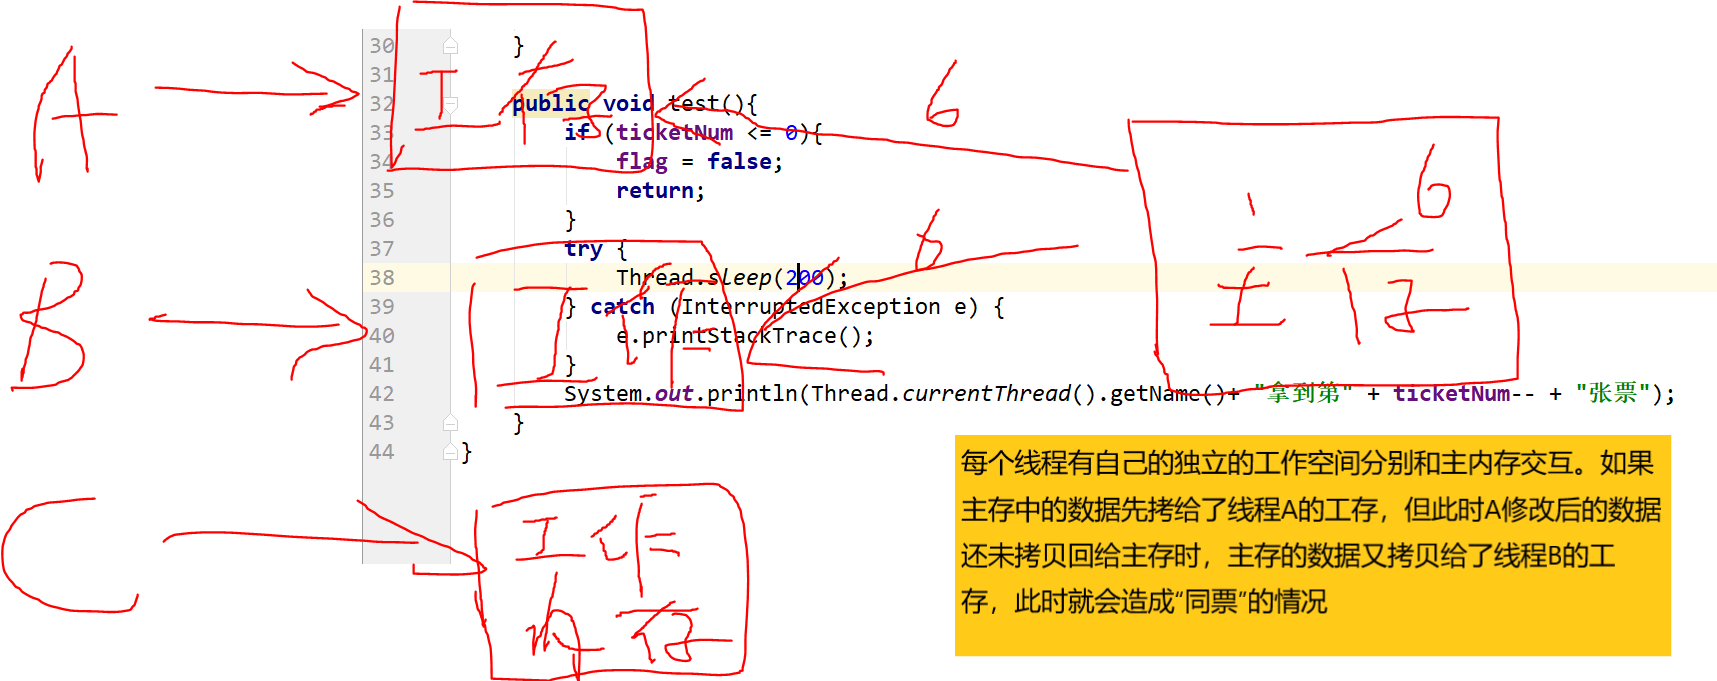 A
B
C
工存
6
6
主存
6
工作
工作
内存
30 }
31
32 public void test(){
33 if (ticketNum <= 0){
34 flag = false;
35 return;
36 }
37 try {
38 Thread.sleep(200);
39 } catch (InterruptedException e) {
40 e.printStackTrace();
41 }
42 System.out.println(Thread.currentThread().getName()+ "拿到第" + ticketNum-- + "张票");
43 }
44 }
每个线程有自己的独立的工作空间分别和主内存交互。如果
主存中的数据先拷给了线程A的工存，但此时A修改后的数据
还未拷贝回给主存时，主存的数据又拷贝给了线程B的工
存，此时就会造成“同票”的情况